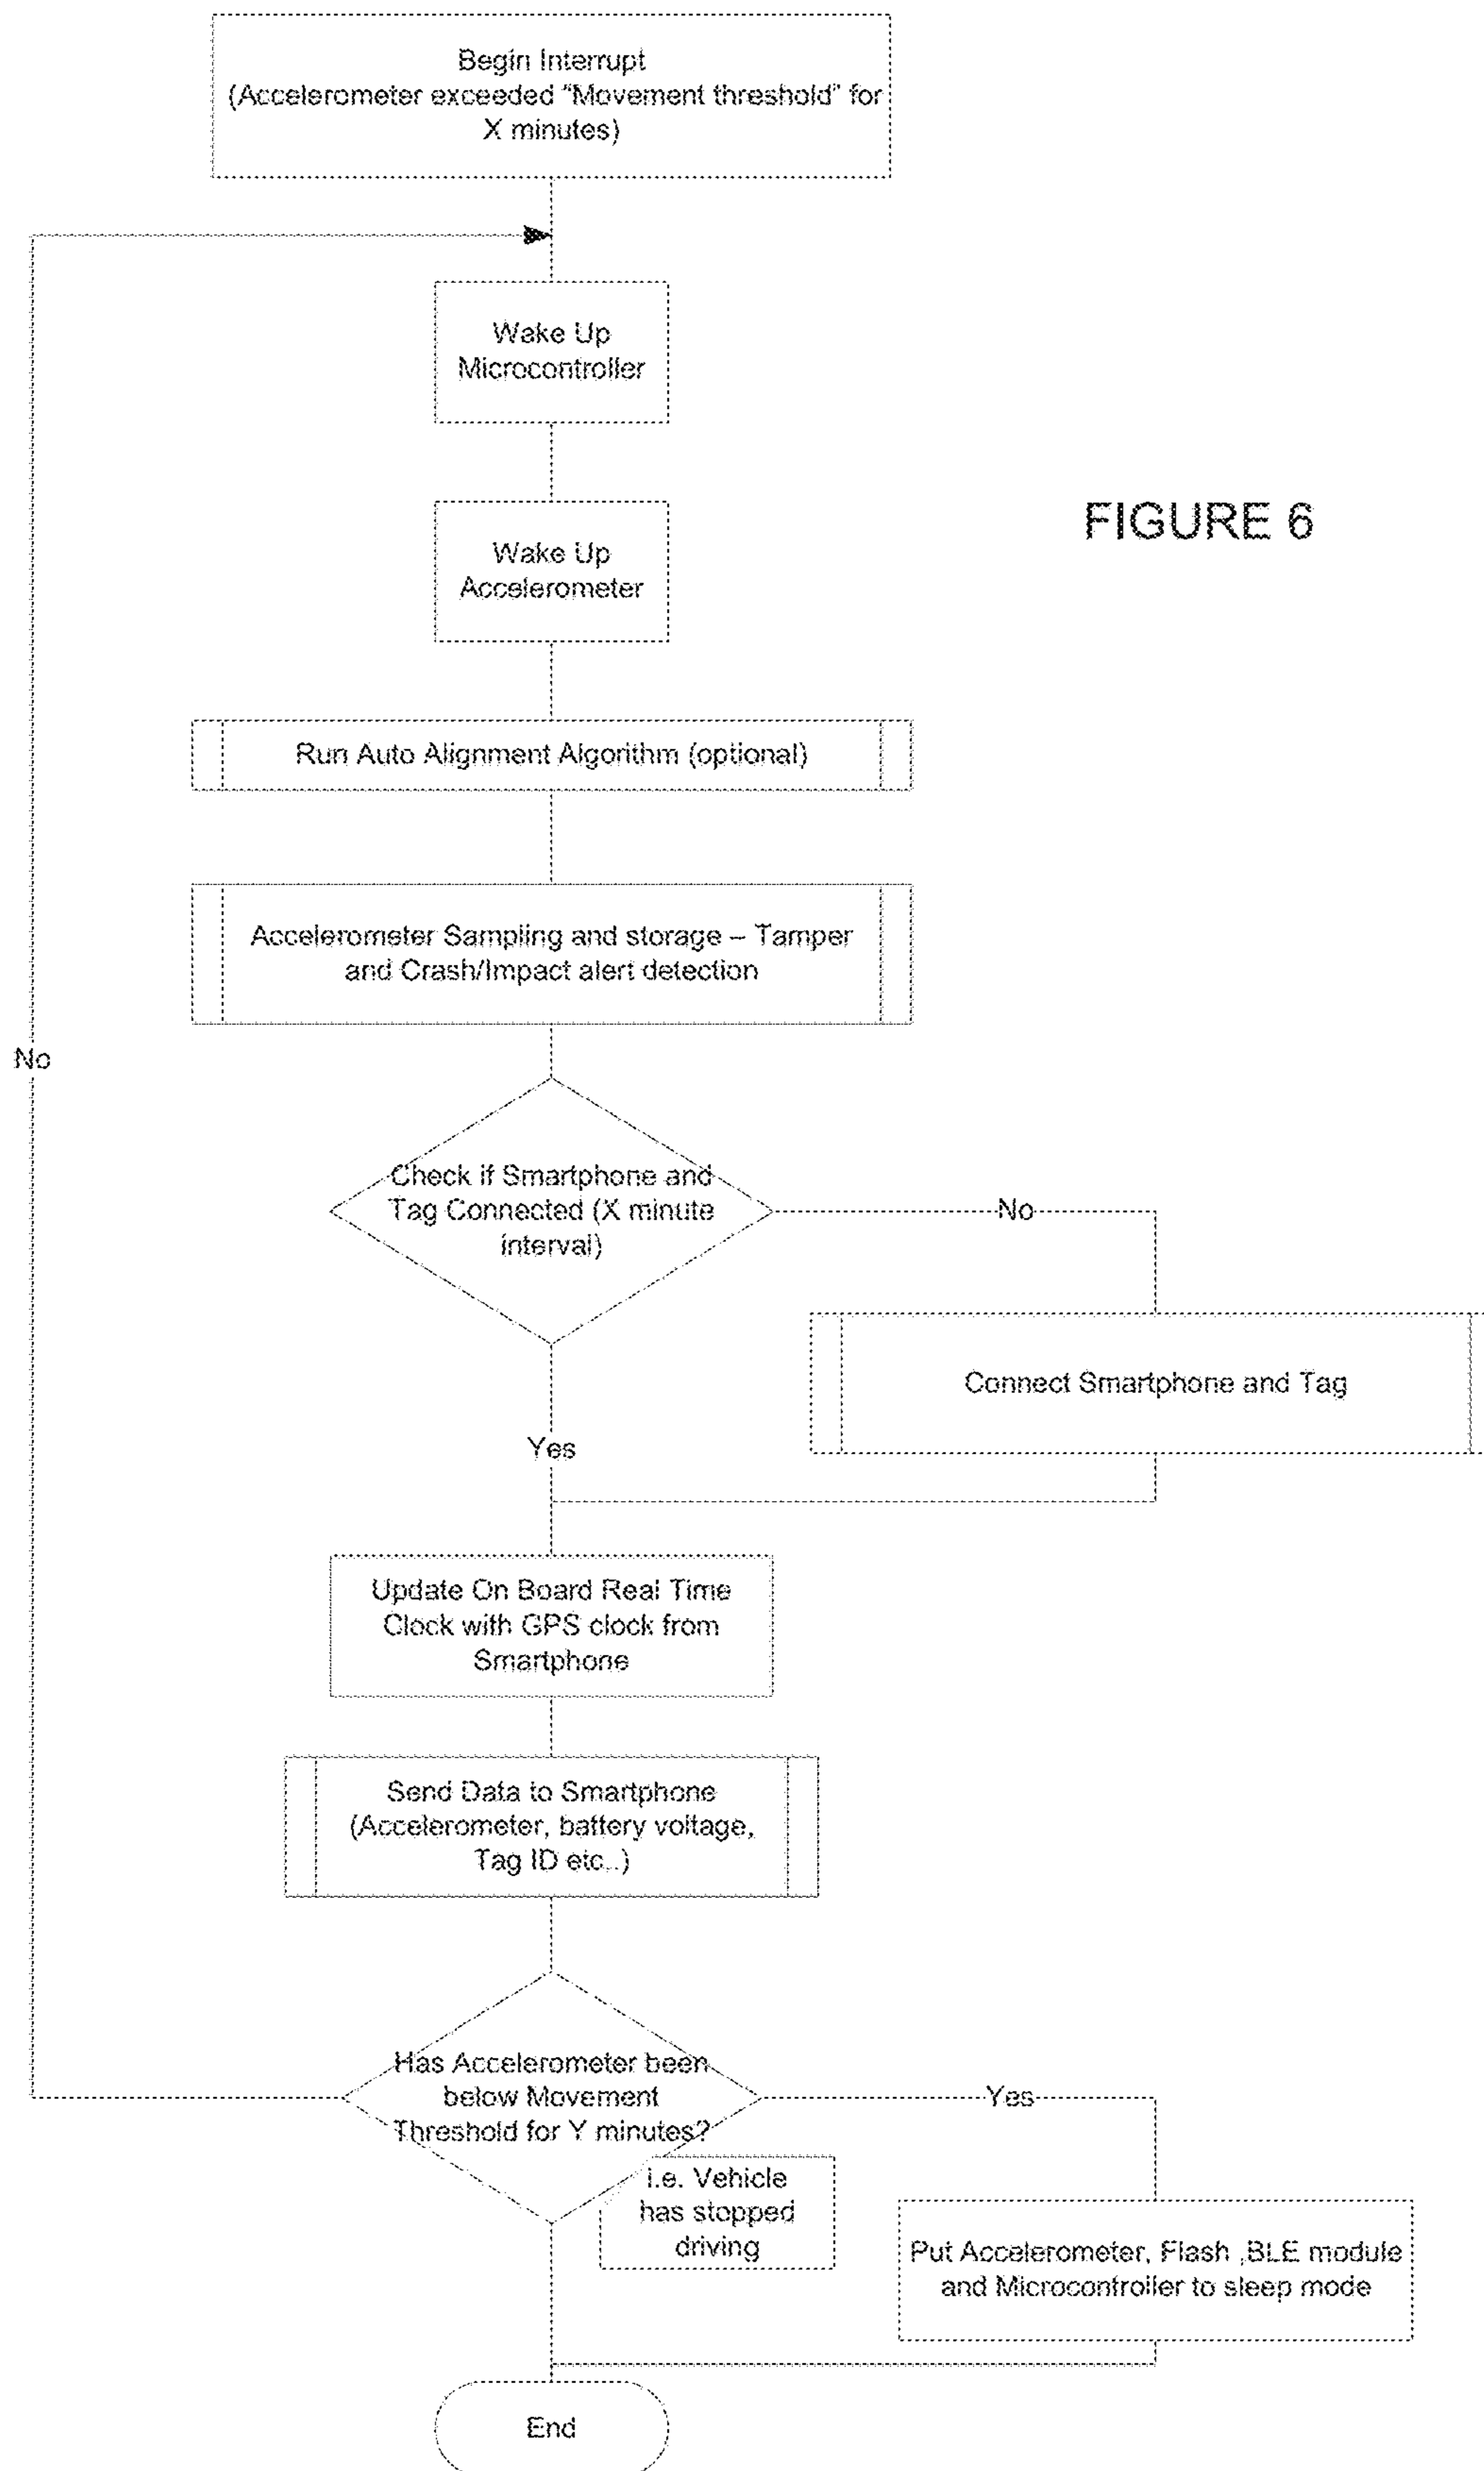 Begin Interrupt
(Accelerometer exceeded "Movement threshold" for
X minutes)
Wake Up
Microcontroller
FIGURE 6
Wake Up
Accelerometer
Run Auto Alignment Algorithm (optional)
Accelerometer Sampling and storage – Tamper
and Crash/Impact alert detection
No
Check if Smartphone and
Tag Connected (X minute
interval)
No
Connect Smartphone and Tag
Yes
Update On Board Real Time
Clock with GPS clock from
Smartphone
Send Data to Smartphone
(Accelerometer, battery voltage,
Tag ID etc..)
Has Accelerometer been
below Movement
Threshold for Y minutes?
Yes
i.e. Vehicle
has stopped
driving
Put Accelerometer, Flash ,BLE module
and Microcontroller to sleep mode
End